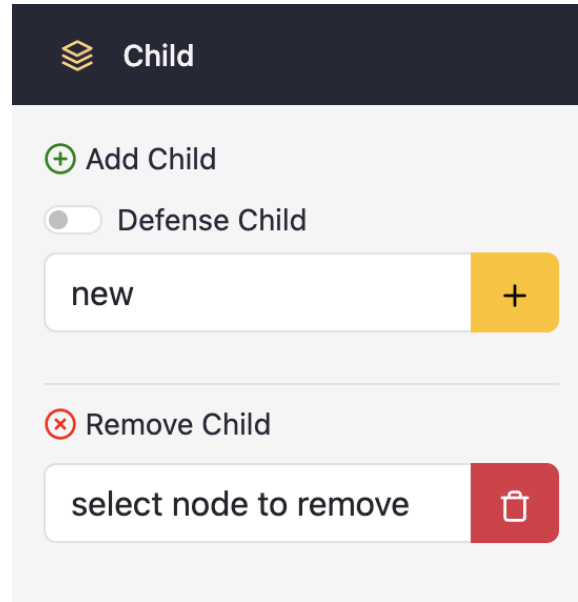 Child
Add Child
Defense Child
new
Remove Child
select node to remove